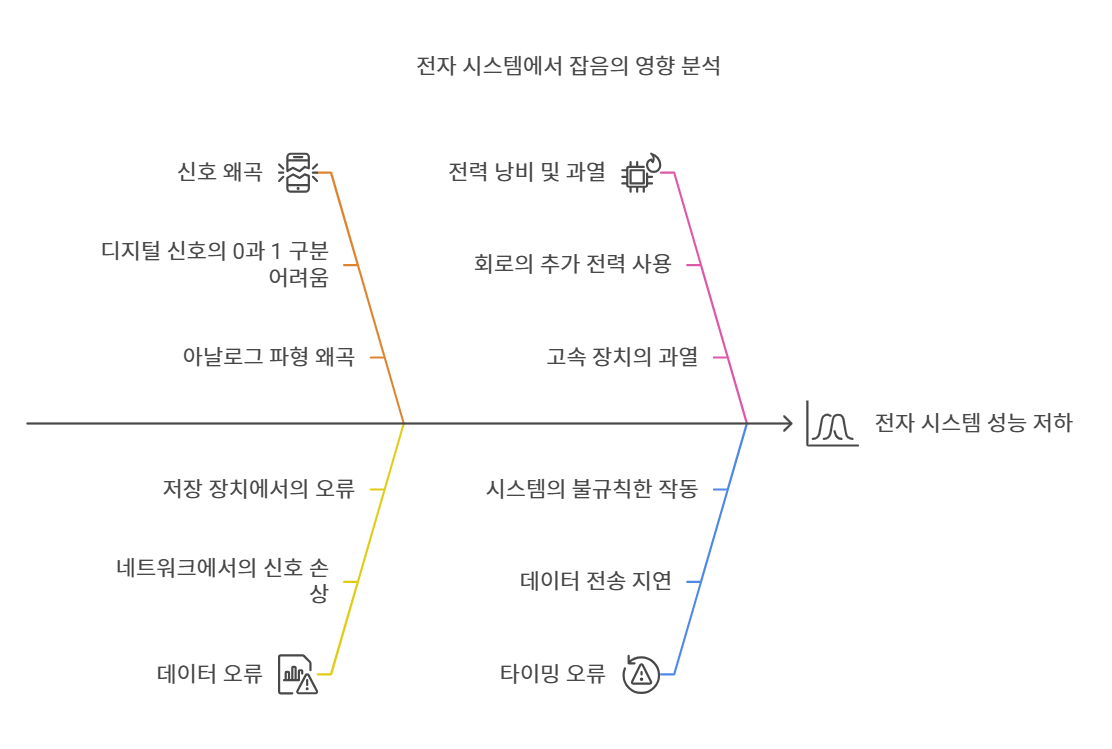 전자 시스템에서 잡음의 영향 분석
신호 왜곡
디지털 신호의 0과 1 구분
어려움
아날로그 파형 왜곡
전력 낭비 및 과열
회로의 추가 전력 사용
고속 장치의 과열
전자 시스템 성능 저하
저장 장치에서의 오류
네트워크에서의 신호 손
상
데이터 오류
시스템의 불규칙한 작동
데이터 전송 지연
타이밍 오류